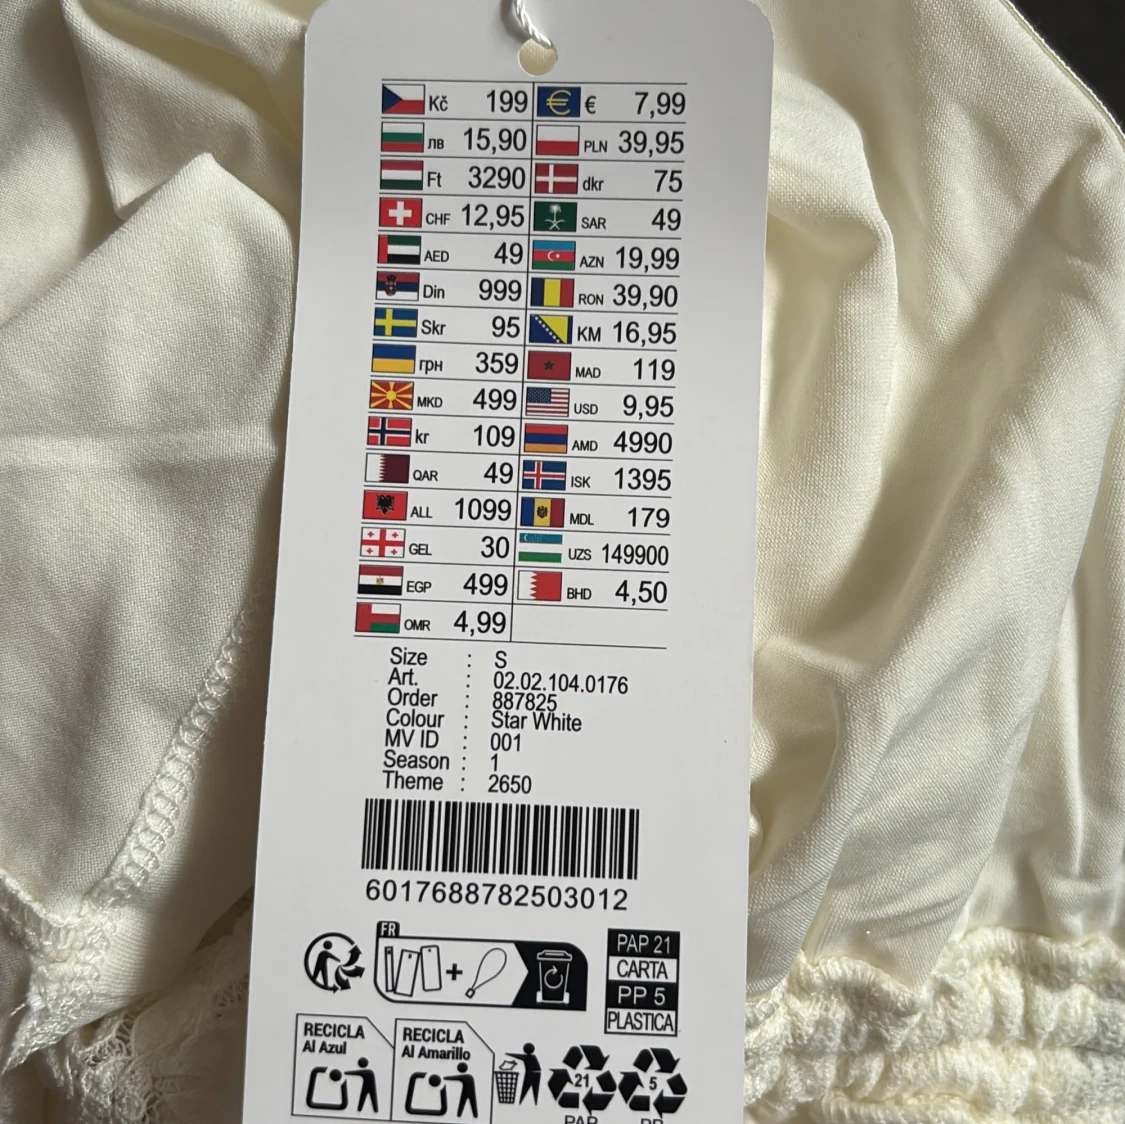 Kč 199 € 7,99
лв 15,90 PLN 39,95
Ft 3290 dkr 75
CHF 12,95 SAR 49
AED 49 AZN 19,99
Din 999 RON 39,90
Skr 95 KM 16,95
грн 359 MAD 119
MKD 499 USD 9,95
kr 109 AMD 4990
QAR 49 ISK 1395
ALL 1099 MDL 179
GEL 30 UZS 149900
EGP 499 BHD 4,50
OMR 4,99
Size : S
Art. : 02.02.104.0176
Order : 887825
Colour : Star White
MV ID : 001
Season : 1
Theme : 2650
6017688782503012
FR
+
PAP 21
CARTA
PP 5
PLASTICA
RECICLA
Al Azul
RECICLA
Al Amarillo
21
PAP
5
PP